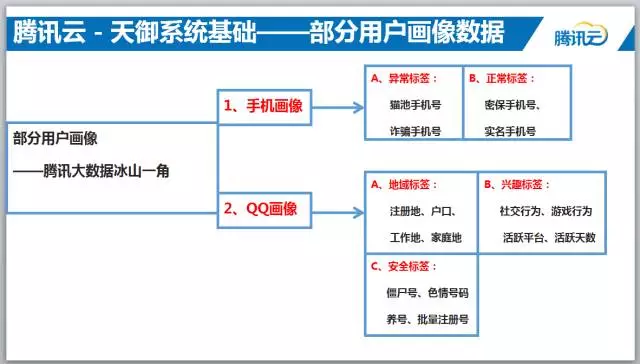 腾讯云 - 天御系统基础——部分用户画像数据
腾讯云
部分用户画像
——腾讯大数据冰山一角
1、手机画像
A、异常标签：
猫池手机号
诈骗手机号
B、正常标签：
密保手机号、
实名手机号
2、QQ画像
A、地域标签：
注册地、户口、
工作地、家庭地
B、兴趣标签：
社交行为、游戏行为
活跃平台、活跃天数
C、安全标签：
僵尸号、色情号码
养号、批量注册号